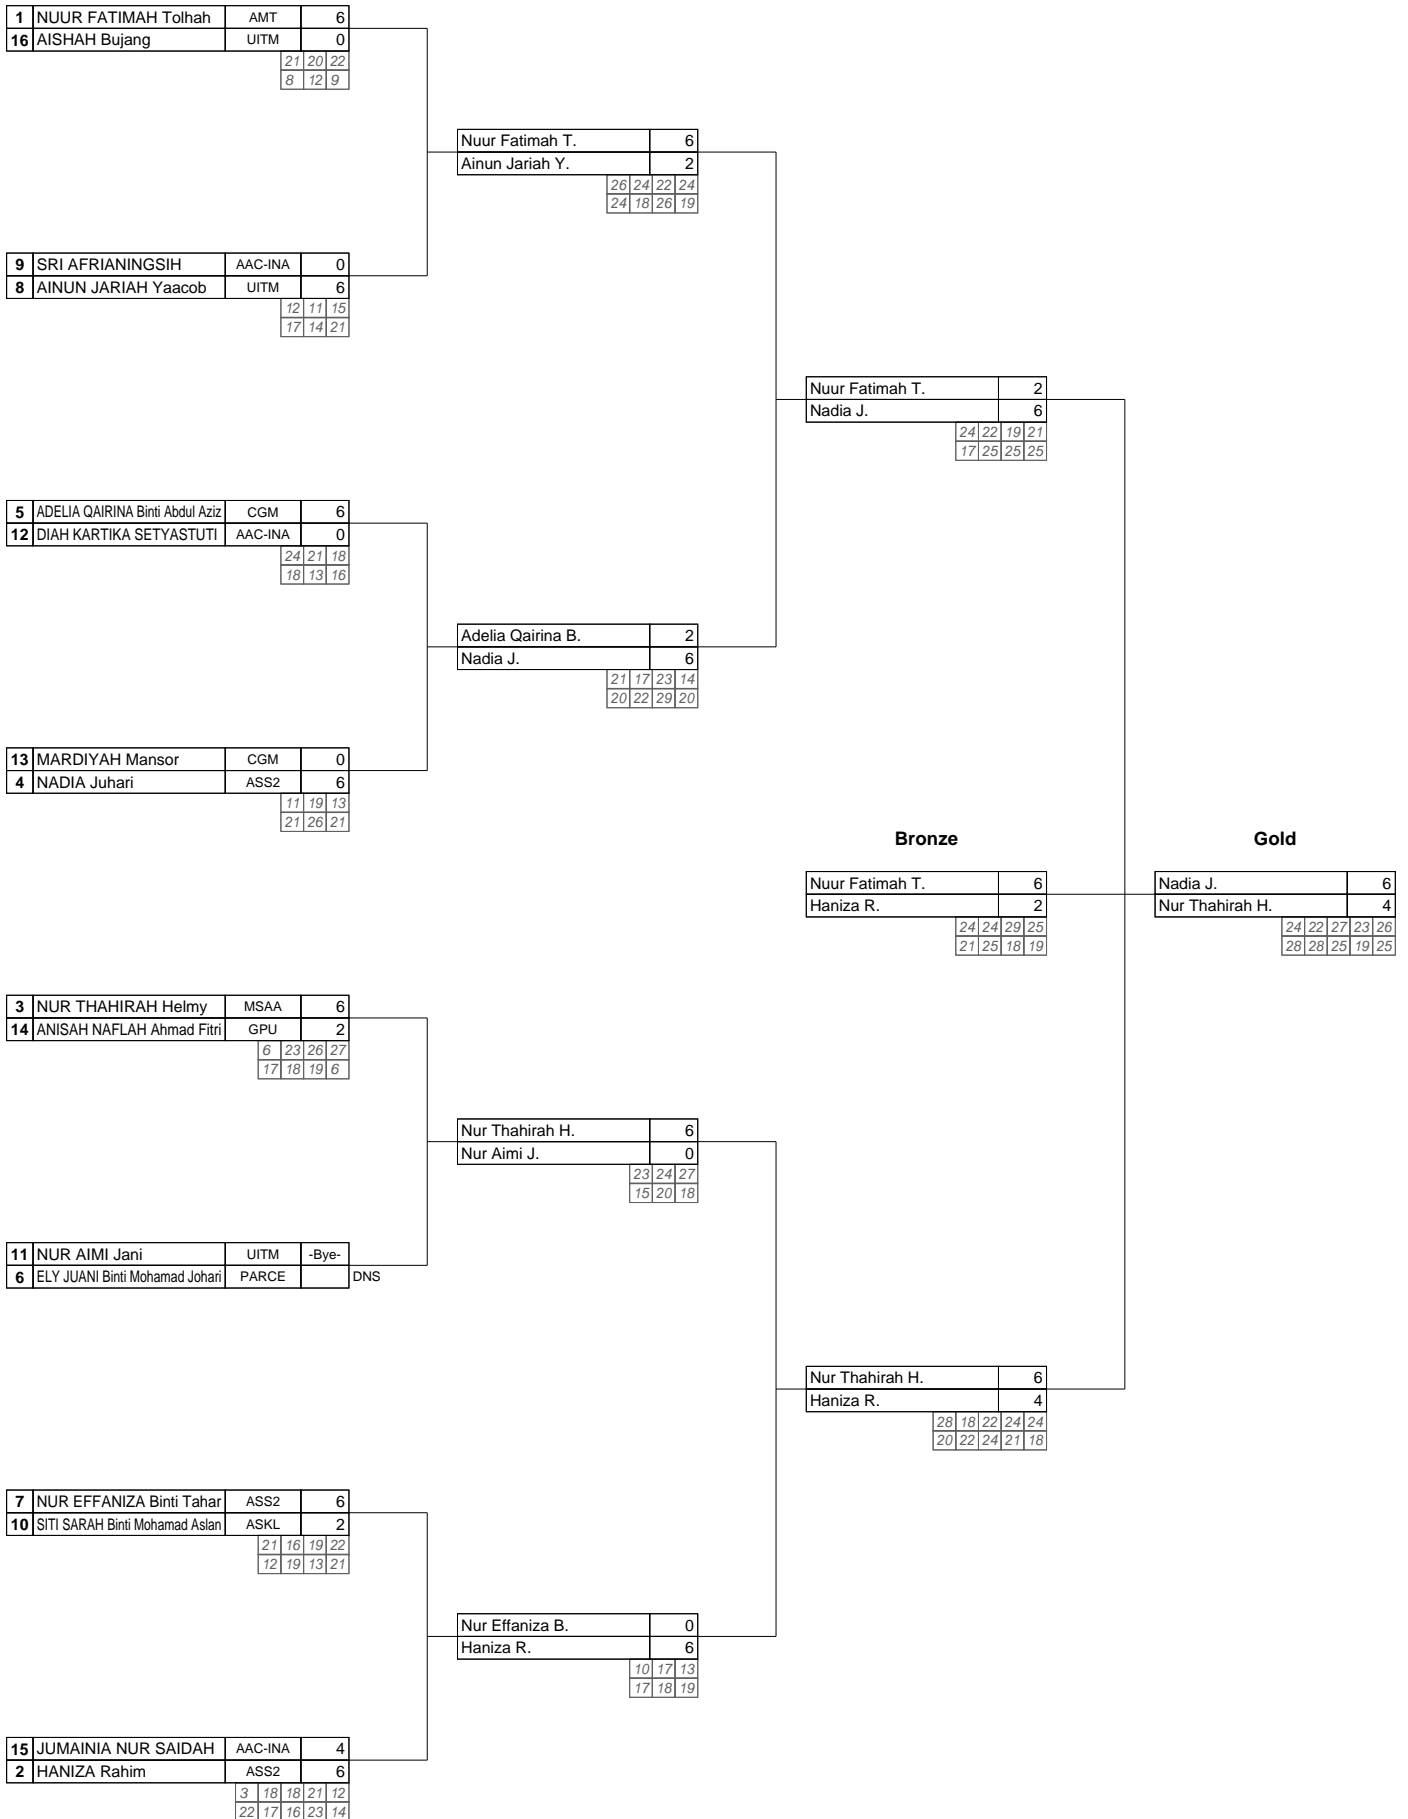 1 NUUR FATIMAH Tolhah AMT 6
16 AISHAH Bujang UITM 0
21 20 22
8 12 9
Nuur Fatimah T. 6
Ainun Jariah Y. 2
26 24 22 24
24 18 26 19
9 SRI AFRIANINGSIH AAC-INA 0
8 AINUN JARIAH Yaacob UITM 6
12 11 15
17 14 21
Nuur Fatimah T. 2
Nadia J. 6
24 22 19 21
17 25 25 25
5 ADELIA QAIRINA Binti Abdul Aziz CGM 6
12 DIAH KARTIKA SETYASTUTI AAC-INA 0
24 21 18
18 13 16
Adelia Qairina B. 2
Nadia J. 6
21 17 23 14
20 22 29 20
13 MARDIYAH Mansor CGM 0
4 NADIA Juhari ASS2 6
11 19 13
21 26 21
Bronze Gold
Nuur Fatimah T. 6 Nadia J. 6
Haniza R. 2 Nur Thahirah H. 4
24 24 29 25 24 22 27 23 26
21 25 18 19 28 28 25 19 25
3 NUR THAHIRAH Helmy MSAA 6
14 ANISAH NAFLAH Ahmad Fitri GPU 2
6 23 26 27
17 18 19 6
Nur Thahirah H. 6
Nur Aimi J. 0
23 24 27
15 20 18
11 NUR AIMI Jani UITM -Bye-
6 ELY JUANI Binti Mohamad Johari PARCE DNS
Nur Thahirah H. 6
Haniza R. 4
28 18 22 24 24
20 22 24 21 18
7 NUR EFFANIZA Binti Tahar ASS2 6
10 SITI SARAH Binti Mohamad Aslan ASKL 2
21 16 19 22
12 19 13 21
Nur Effaniza B. 0
Haniza R. 6
10 17 13
17 18 19
15 JUMAINIA NUR SAIDAH AAC-INA 4
2 HANIZA Rahim ASS2 6
3 18 18 21 12
22 17 16 23 14